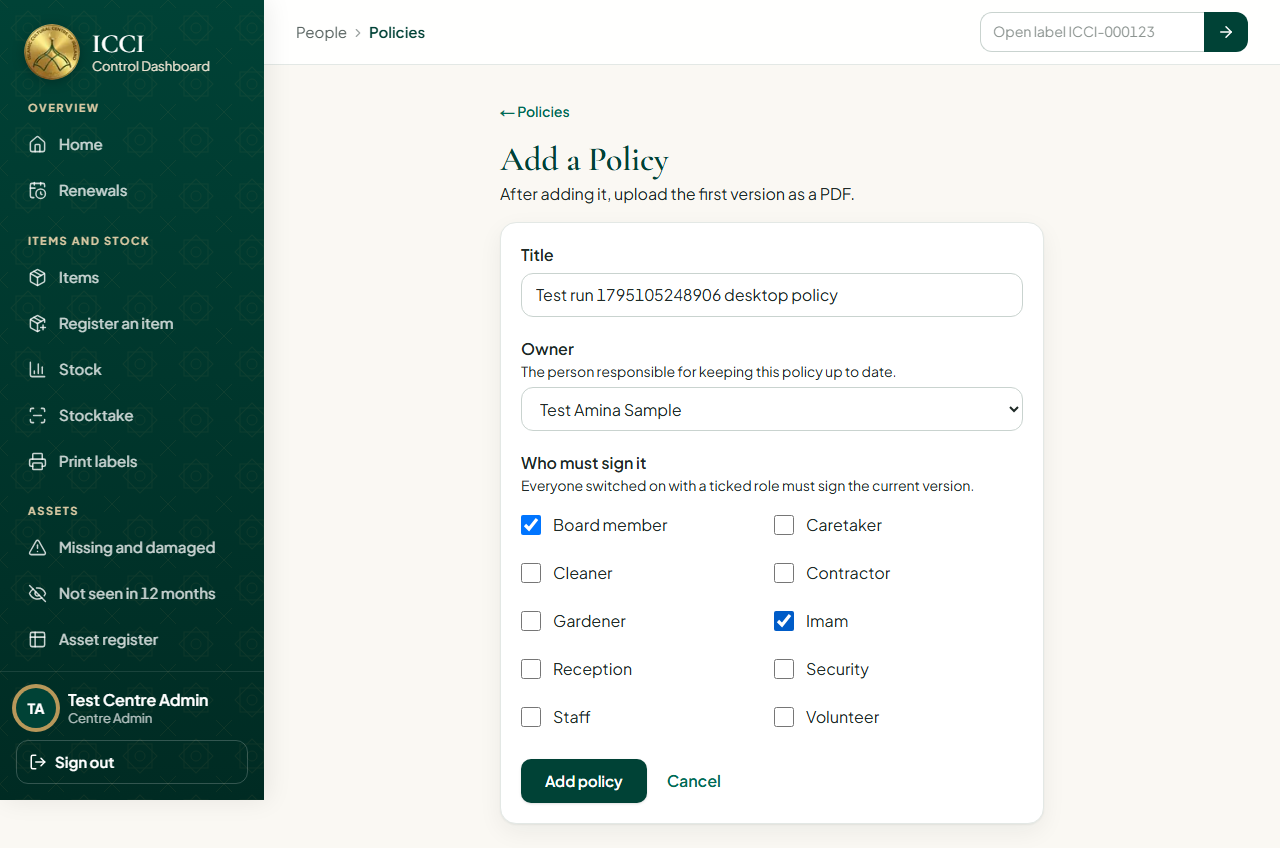 ICCI
Control Dashboard
OVERVIEW
Home
Renewals
ITEMS AND STOCK
Items
Register an item
Stock
Stocktake
Print labels
ASSETS
Missing and damaged
Not seen in 12 months
Asset register
TA
Test Centre Admin
Centre Admin
Sign out
People > Policies
Open label ICCI-000123
← Policies
Add a Policy
After adding it, upload the first version as a PDF.
Title
Test run 1795105248906 desktop policy
Owner
The person responsible for keeping this policy up to date.
Test Amina Sample
Who must sign it
Everyone switched on with a ticked role must sign the current version.
Board member
Caretaker
Cleaner
Contractor
Gardener
Imam
Reception
Security
Staff
Volunteer
Add policy
Cancel